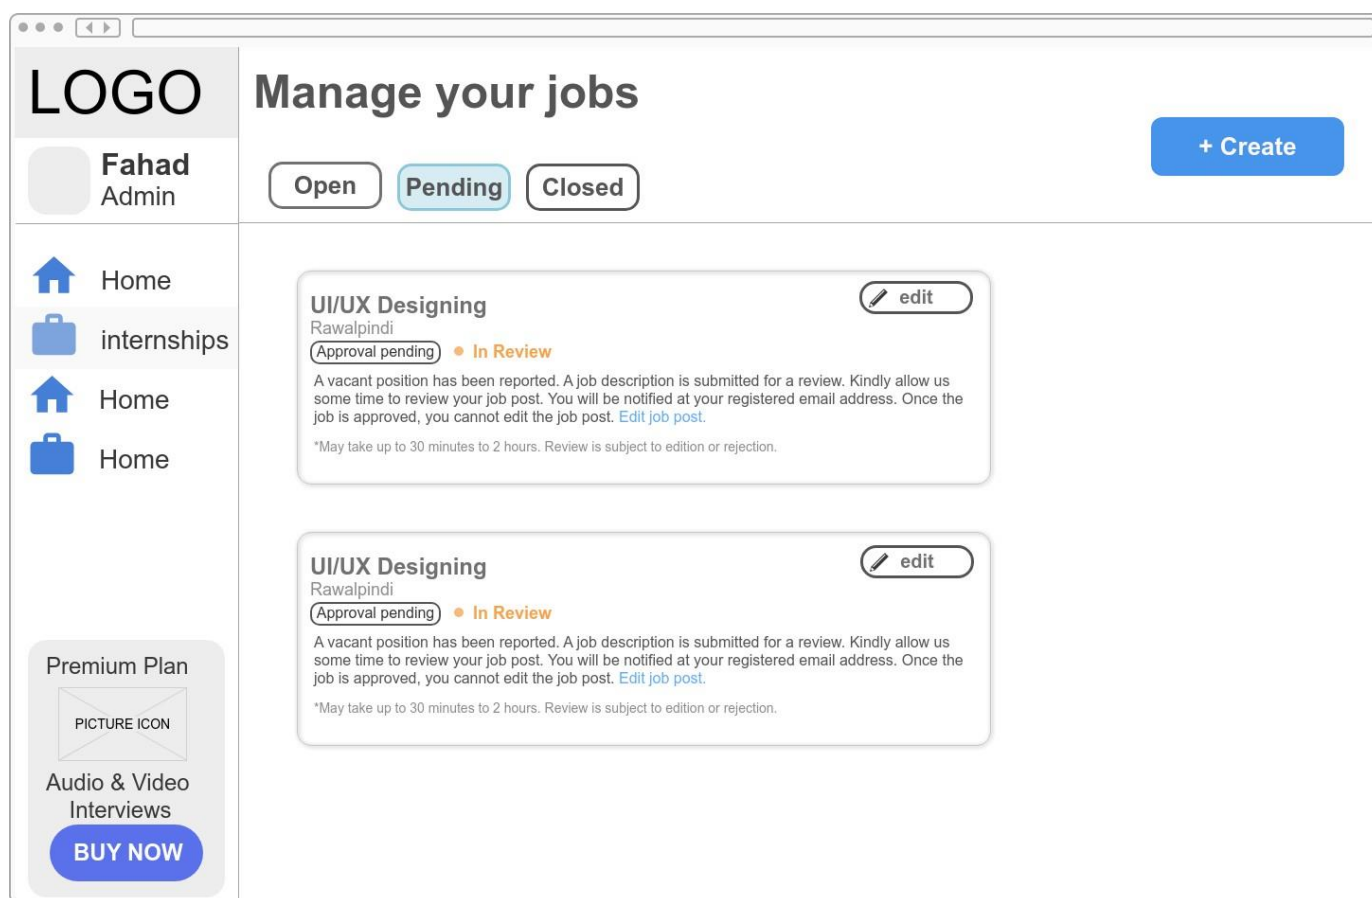 LOGO
Fahad
Admin
Home
internships
Home
Home
Premium Plan
PICTURE ICON
Audio & Video
Interviews
BUY NOW
Manage your jobs
+ Create
Open
Pending
Closed
UI/UX Designing
edit
Rawalpindi
Approval pending
In Review
A vacant position has been reported. A job description is submitted for a review. Kindly allow us
some time to review your job post. You will be notified at your registered email address. Once the
job is approved, you cannot edit the job post. Edit job post.
*May take up to 30 minutes to 2 hours. Review is subject to edition or rejection.
UI/UX Designing
edit
Rawalpindi
Approval pending
In Review
A vacant position has been reported. A job description is submitted for a review. Kindly allow us
some time to review your job post. You will be notified at your registered email address. Once the
job is approved, you cannot edit the job post. Edit job post.
*May take up to 30 minutes to 2 hours. Review is subject to edition or rejection.